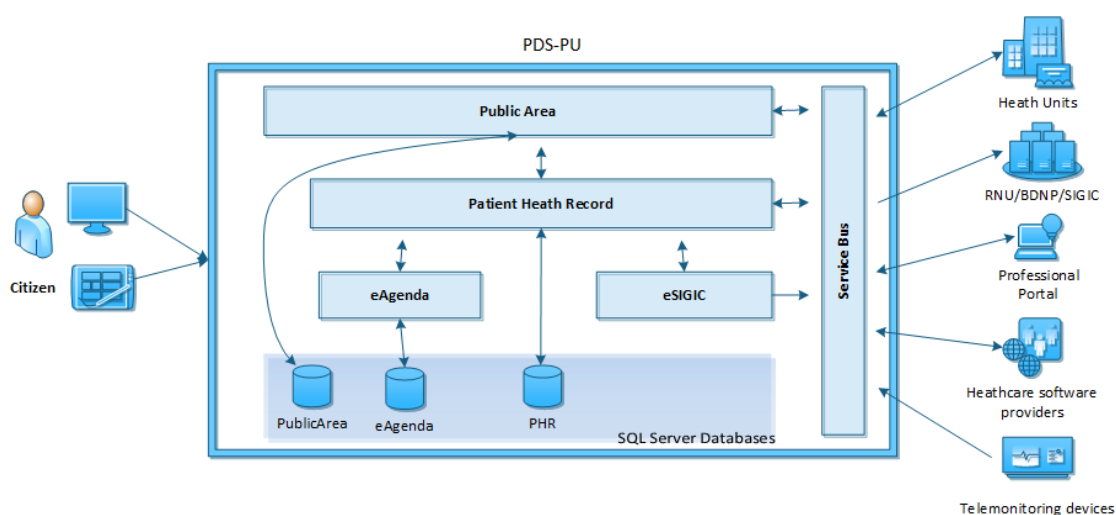 PDS-PU
Public Area
Patient Heath Record
eAgenda
eSIGIC
Service Bus
PublicArea
eAgenda
PHR
SQL Server Databases
Citizen
Heath Units
RNU/BDNP/SIGIC
Professional
Portal
Heathcare software
providers
Telemonitoring devices